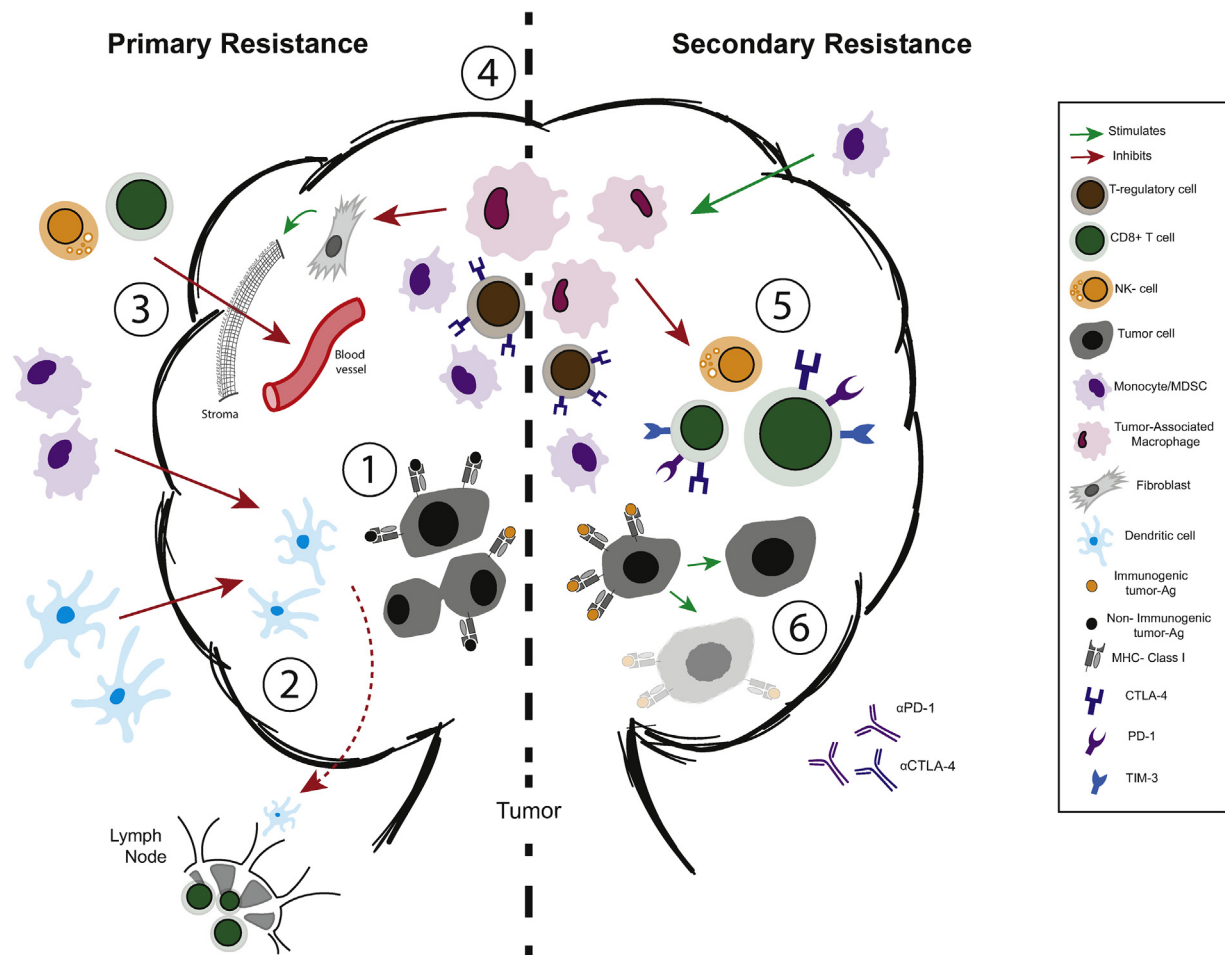 Primary Resistance
Secondary Resistance
4
3
5
1
2
6
Blood
vessel
Stroma
Lymph
Node
Tumor
αPD-1
αCTLA-4
Stimulates
Inhibits
T-regulatory cell
CD8+ T cell
NK- cell
Tumor cell
Monocyte/MDSC
Tumor-Associated
Macrophage
Fibroblast
Dendritic cell
Immunogenic
tumor-Ag
Non- Immunogenic
tumor-Ag
MHC- Class I
CTLA-4
PD-1
TIM-3